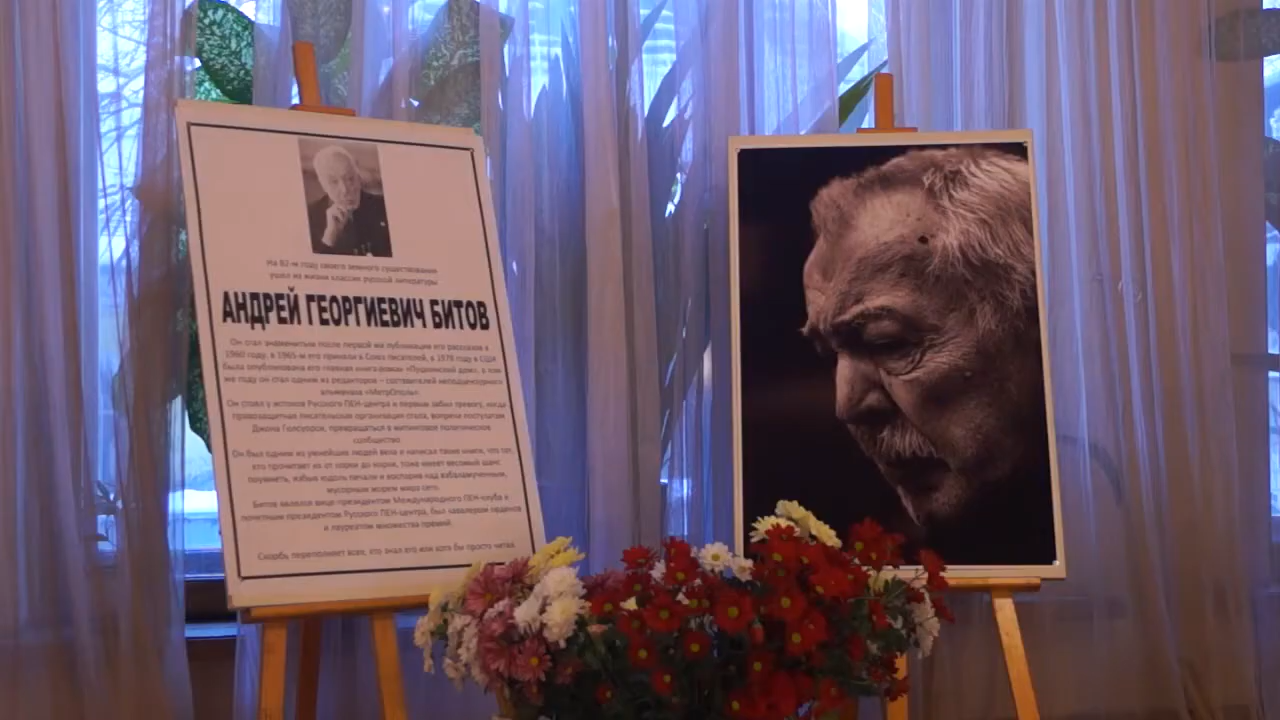 На 82-м году своего земного существования
ушел из жизни классик русской литературы
АНДРЕЙ ГЕОРГИЕВИЧ БИТОВ
Он стал знаменитым после первой же публикации его рассказов в
1960 году, в 1965-м его приняли в Союз писателей, в 1978 году в США
была опубликована его главная книга-роман «Пушкинский дом», в том
же году он стал одним из редакторов – составителей неподцензурного
альманаха «МетрОполь».
Он стоял у истоков Русского ПЕН-центра и первым забил тревогу, когда
правозащитная писательская организация стала, вопреки постулатам
Джона Голсуорси, превращаться в митинговое политическое
сообщество.
Он был одним из умнейших людей века и написал такие книги, что тот,
кто прочитает их от корки до корки, тоже имеет весомый шанс
поумнеть, избыв юдоль печали и воспарив над взбаламученным,
мусорным морем мира сего.
Битов являлся вице-президентом Международного ПЕН-клуба и
почетным президентом Русского ПЕН-центра, был кавалером орденов
и лауреатом множества премий.
Скорбь переполняет всех, кто знал его или хотя бы просто читал.